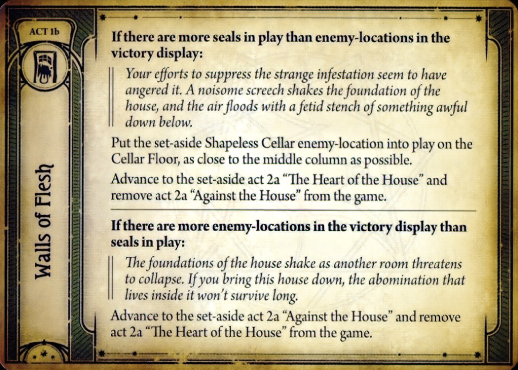 ACT 1b
Walls of Flesh
If there are more seals in play than enemy-locations in the
victory display:
Your efforts to suppress the strange infestation seem to have
angered it. A noisome screech shakes the foundation of the
house, and the air floods with a fetid stench of something awful
down below.
Put the set-aside Shapeless Cellar enemy-location into play on the
Cellar Floor, as close to the middle column as possible.
Advance to the set-aside act 2a “The Heart of the House” and
remove act 2a “Against the House” from the game.
If there are more enemy-locations in the victory display than
seals in play:
The foundations of the house shake as another room threatens
to collapse. If you bring this house down, the abomination that
lives inside it won’t survive long.
Advance to the set-aside act 2a “Against the House” and remove
act 2a “The Heart of the House” from the game.